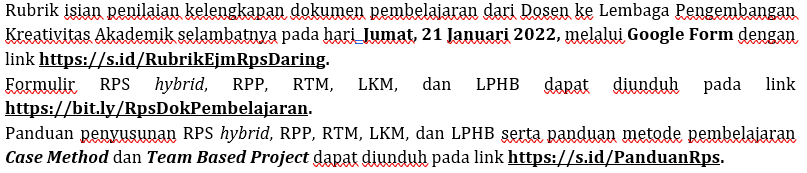 Rubrik isian penilaian kelengkapan dokumen pembelajaran dari Dosen ke Lembaga Pengembangan
Kreativitas Akademik selambatnya pada hari Jumat, 21 Januari 2022, melalui Google Form dengan
link https://s.id/RubrikEjmRpsDaring.
Formulir RPS hybrid, RPP, RTM, LKM, dan LPHB dapat diunduh pada link
https://bit.ly/RpsDokPembelajaran.
Panduan penyusunan RPS hybrid, RPP, RTM, LKM, dan LPHB serta panduan metode pembelajaran
Case Method dan Team Based Project dapat diunduh pada link https://s.id/PanduanRps.